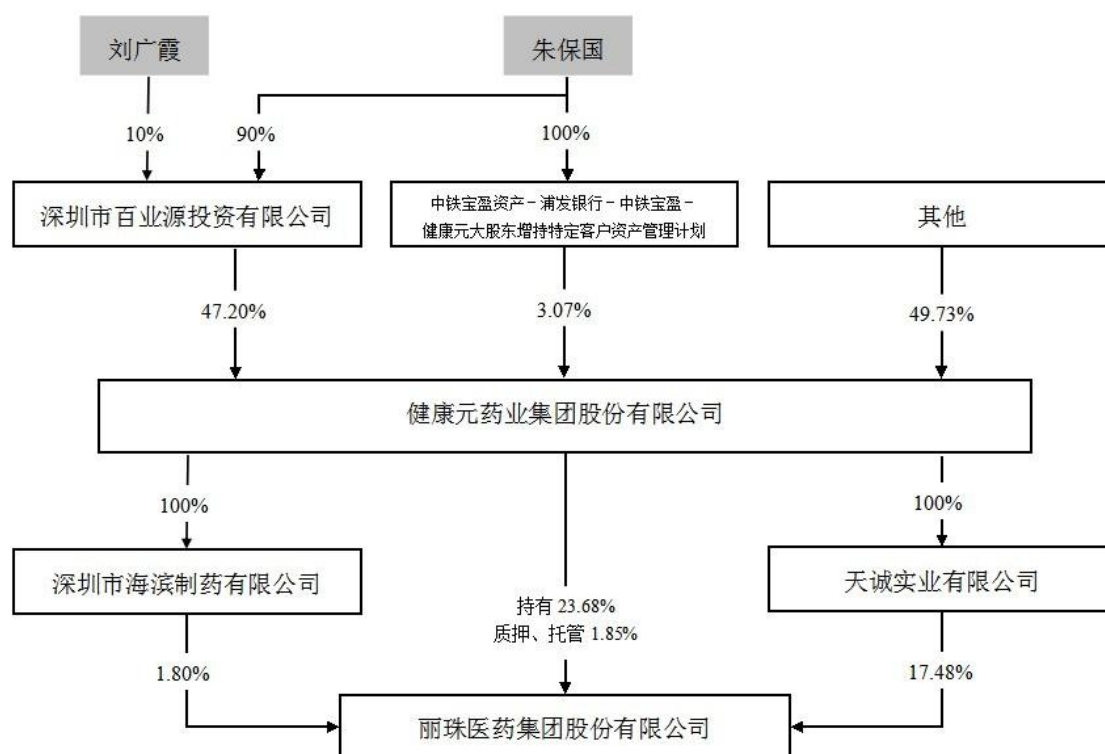 刘广霞
朱保国
10%
90%
100%
深圳市百业源投资有限公司
中铁宝盈资产－浦发银行－中铁宝盈－
健康元大股东增持特定客户资产管理计划
其他
47.20%
3.07%
49.73%
健康元药业集团股份有限公司
100%
100%
深圳市海滨制药有限公司
天诚实业有限公司
持有 23.68%
质押、托管 1.85%
1.80%
17.48%
丽珠医药集团股份有限公司